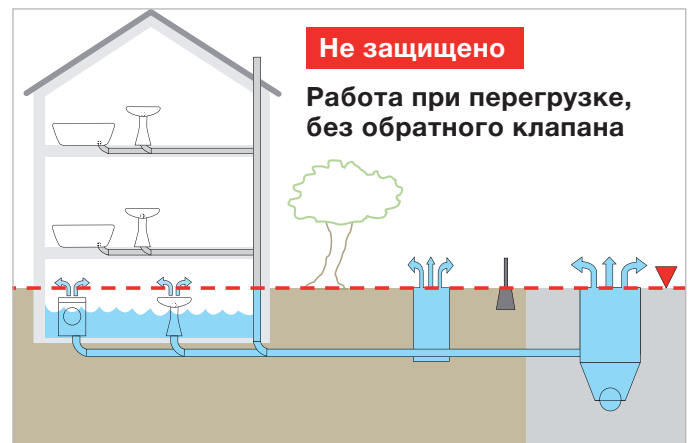 Не защищено
Работа при перегрузке,
без обратного клапана